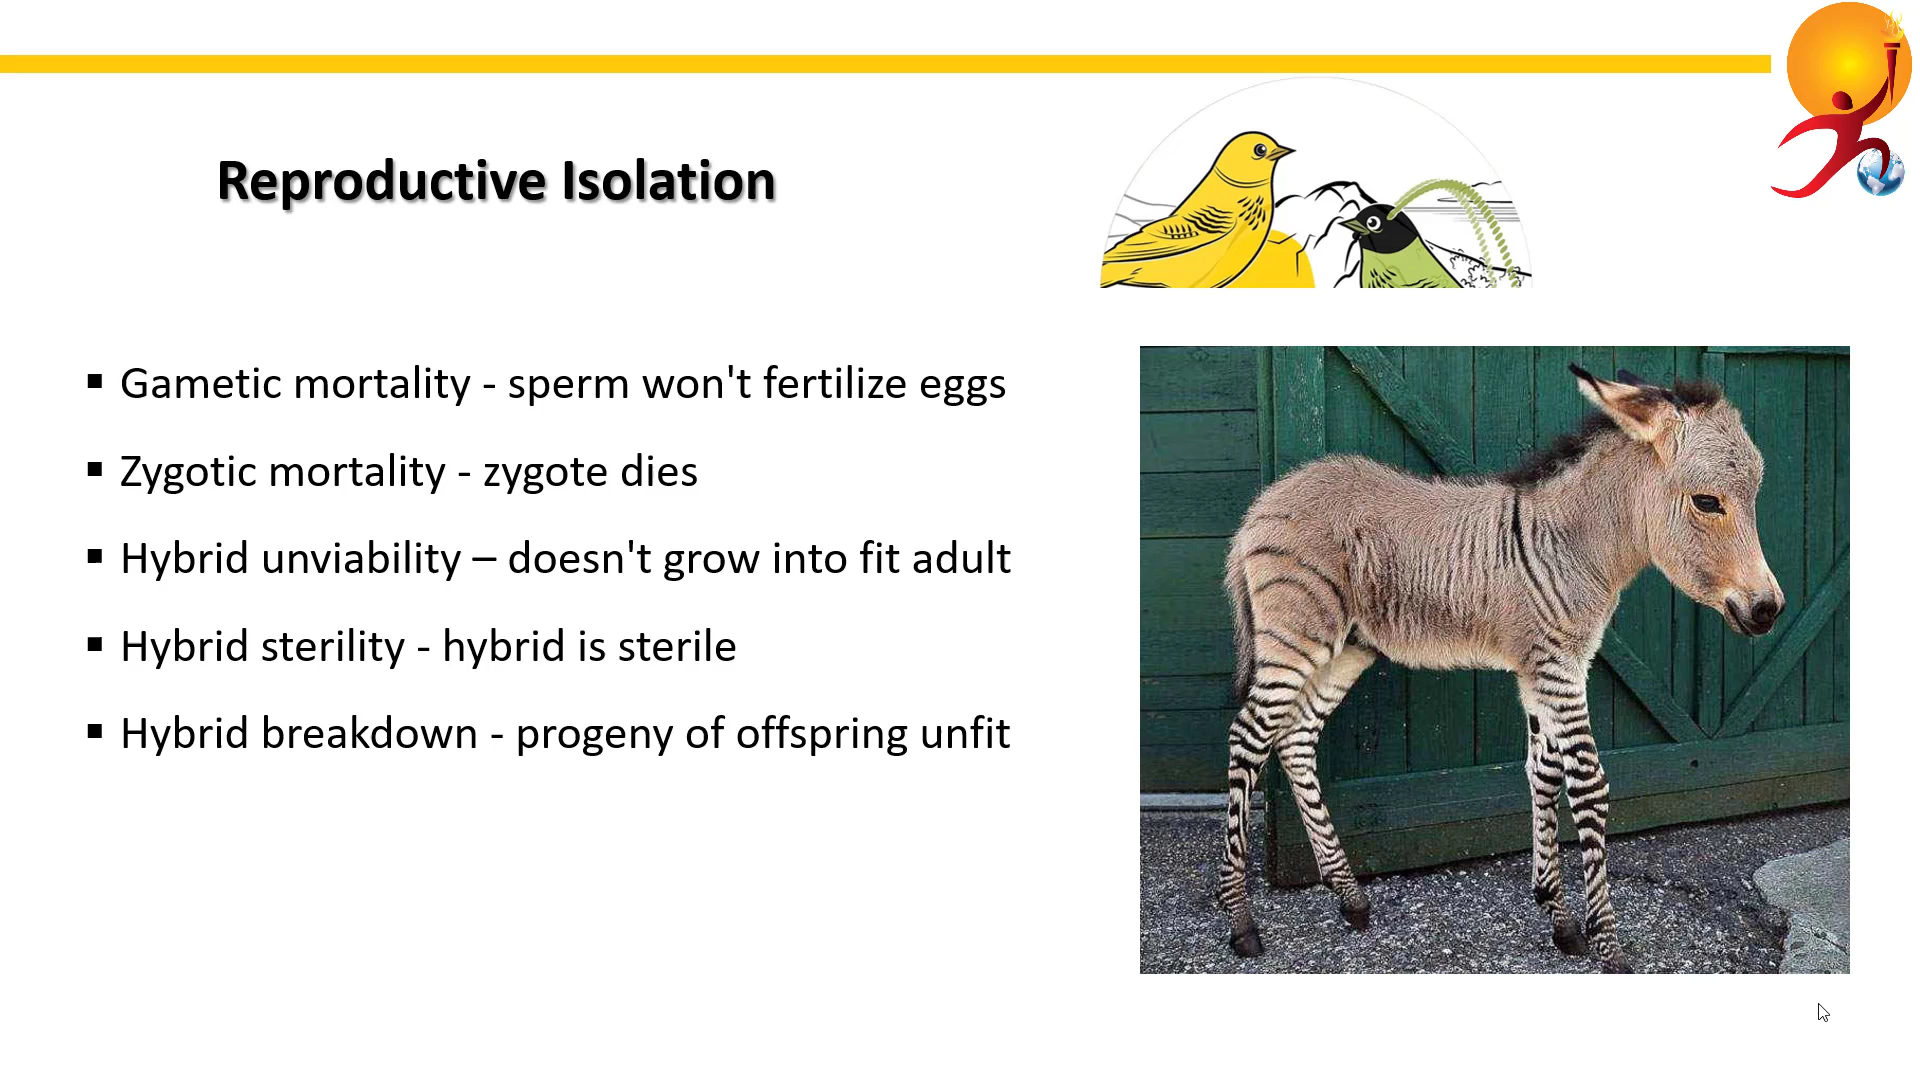 Reproductive Isolation
▪ Gametic mortality - sperm won't fertilize eggs
▪ Zygotic mortality - zygote dies
▪ Hybrid unviability – doesn't grow into fit adult
▪ Hybrid sterility - hybrid is sterile
▪ Hybrid breakdown - progeny of offspring unfit